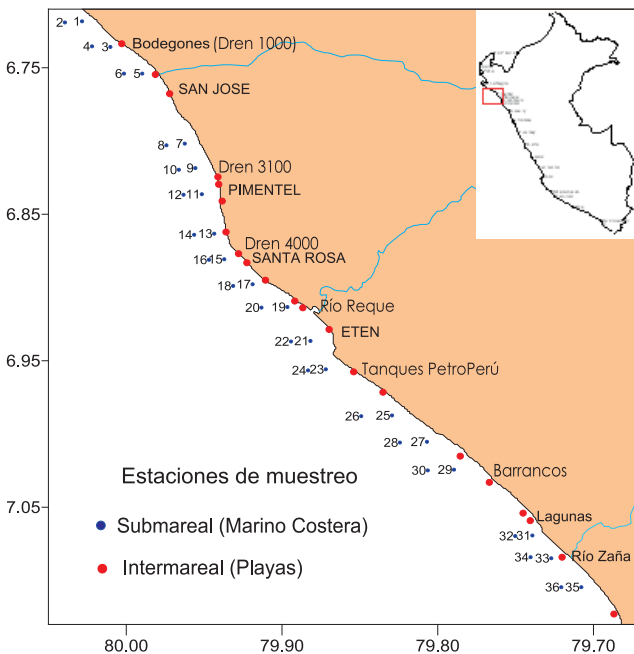 2 1
4 3 Bodegones (Dren 1000)
6.75
6 5
SAN JOSE
8 7
10 9 Dren 3100
12 11 PIMENTEL
6.85
14 13
Dren 4000
16 15 SANTA ROSA
18 17
20 19 Río Reque
22 21 ETEN
6.95
24 23 Tanques PetroPerú
26 25
28 27
30 29 Barrancos
Estaciones de muestreo
7.05
Submareal (Marino Costera)
Lagunas
32 31
34 33 Río Zaña
Intermareal (Playas)
36 35
80.00 79.90 79.80 79.70